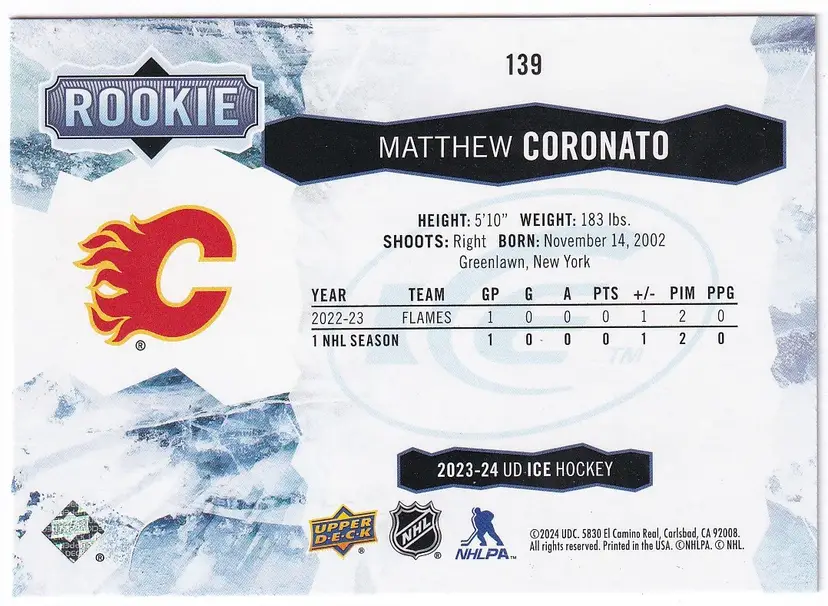 139
ROOKIE
MATTHEW CORONATO
HEIGHT: 5'10" WEIGHT: 183 lbs.
SHOOTS: Right BORN: November 14, 2002
Greenlawn, New York
YEAR TEAM GP G A PTS +/- PIM PPG
2022-23 FLAMES 1 0 0 0 1 2 0
1 NHL SEASON 1 0 0 0 1 2 0
ICE TM
®
2023-24 UD ICE HOCKEY
UPPER DECK ®
NHL ®
NHLPA™
©2024 UDC. 5830 El Camino Real, Carlsbad, CA 92008.
All rights reserved. Printed in the USA. ©NHLPA. © NHL.
®